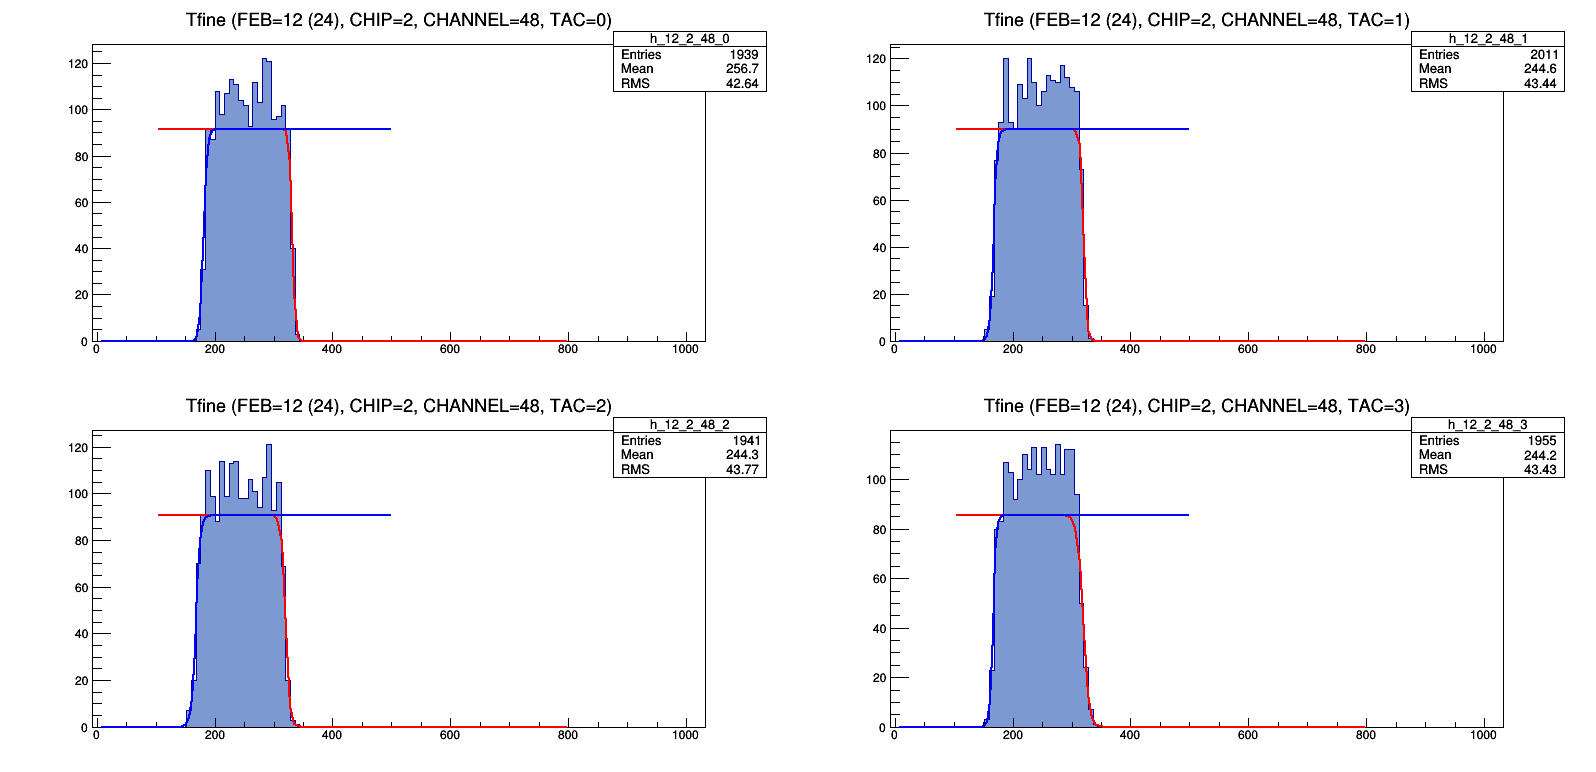 Tfine (FEB=12 (24), CHIP=2, CHANNEL=48, TAC=0)
h_12_2_48_0
Entries 1939
Mean 256.7
RMS 42.64
120
100
80
60
40
20
0
0 200 400 600 800 1000
Tfine (FEB=12 (24), CHIP=2, CHANNEL=48, TAC=1)
h_12_2_48_1
Entries 2011
Mean 244.6
RMS 43.44
120
100
80
60
40
20
0
0 200 400 600 800 1000
Tfine (FEB=12 (24), CHIP=2, CHANNEL=48, TAC=2)
h_12_2_48_2
Entries 1941
Mean 244.3
RMS 43.77
120
100
80
60
40
20
0
0 200 400 600 800 1000
Tfine (FEB=12 (24), CHIP=2, CHANNEL=48, TAC=3)
h_12_2_48_3
Entries 1955
Mean 244.2
RMS 43.43
100
80
60
40
20
0
0 200 400 600 800 1000